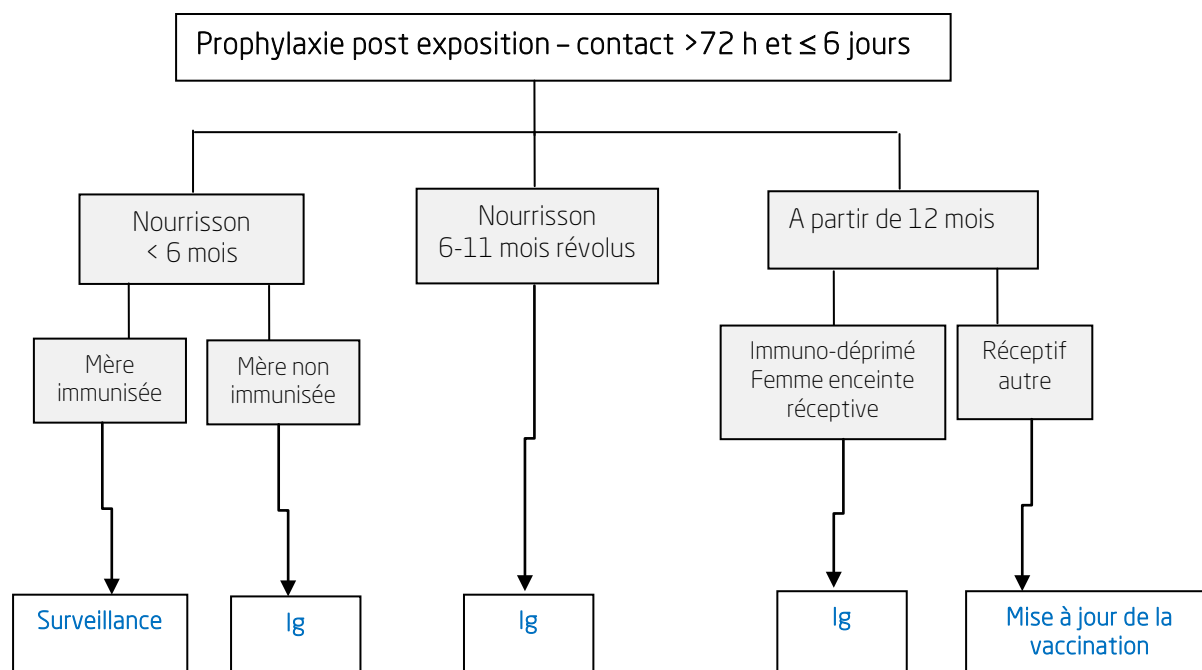 Prophylaxie post exposition – contact >72 h et ≤ 6 jours
Nourrisson
< 6 mois
Nourrisson
6-11 mois révolus
A partir de 12 mois
Mère
immunisée
Mère non
immunisée
Immuno-déprimé
Femme enceinte
réceptive
Réceptif
autre
Surveillance
Ig
Ig
Ig
Mise à jour de la
vaccination